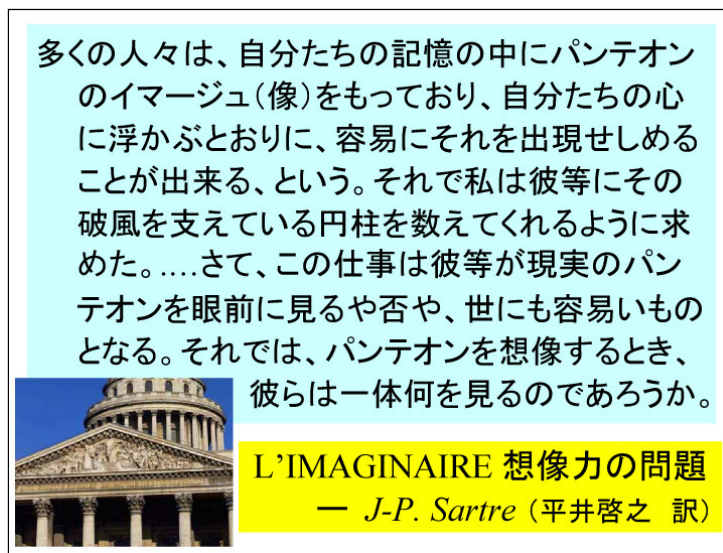 多くの人々は、自分たちの記憶の中にパンテオン
のイマージュ(像)をもっており、自分たちの心
に浮かぶとおりに、容易にそれを出現せしめる
ことが出来る、という。それで私は彼等にその
破風を支えている円柱を数えてくれるように求
めた。....さて、この仕事は彼等が現実のパン
テオンを眼前に見るや否や、世にも容易いもの
となる。それでは、パンテオンを想像するとき、
彼らは一体何を見るのであろうか。
L'IMAGINAIRE 想像力の問題
ー J-P. Sartre (平井啓之 訳)